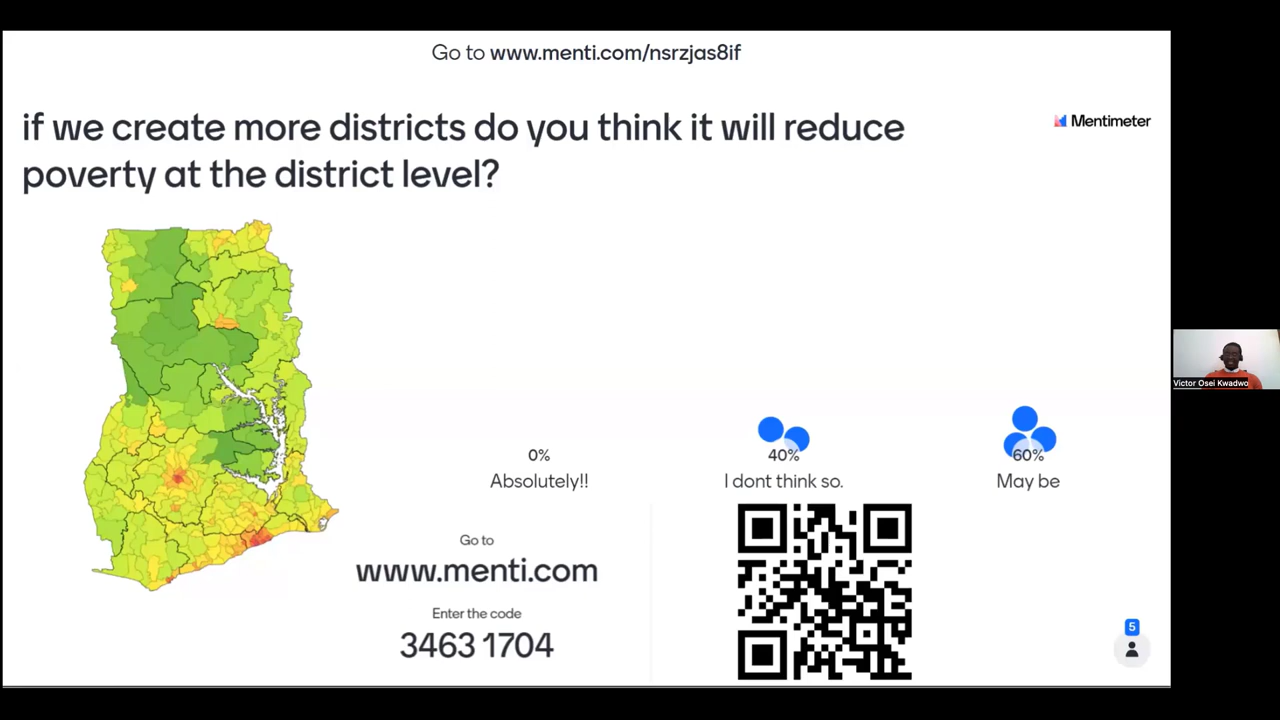 Go to www.menti.com/nsrzjas8if
if we create more districts do you think it will reduce
poverty at the district level?
Mentimeter
0%
40%
60%
Absolutely!!
I dont think so.
May be
Go to
www.menti.com
Enter the code
3463 1704
5
Victor Osei Kwadwo